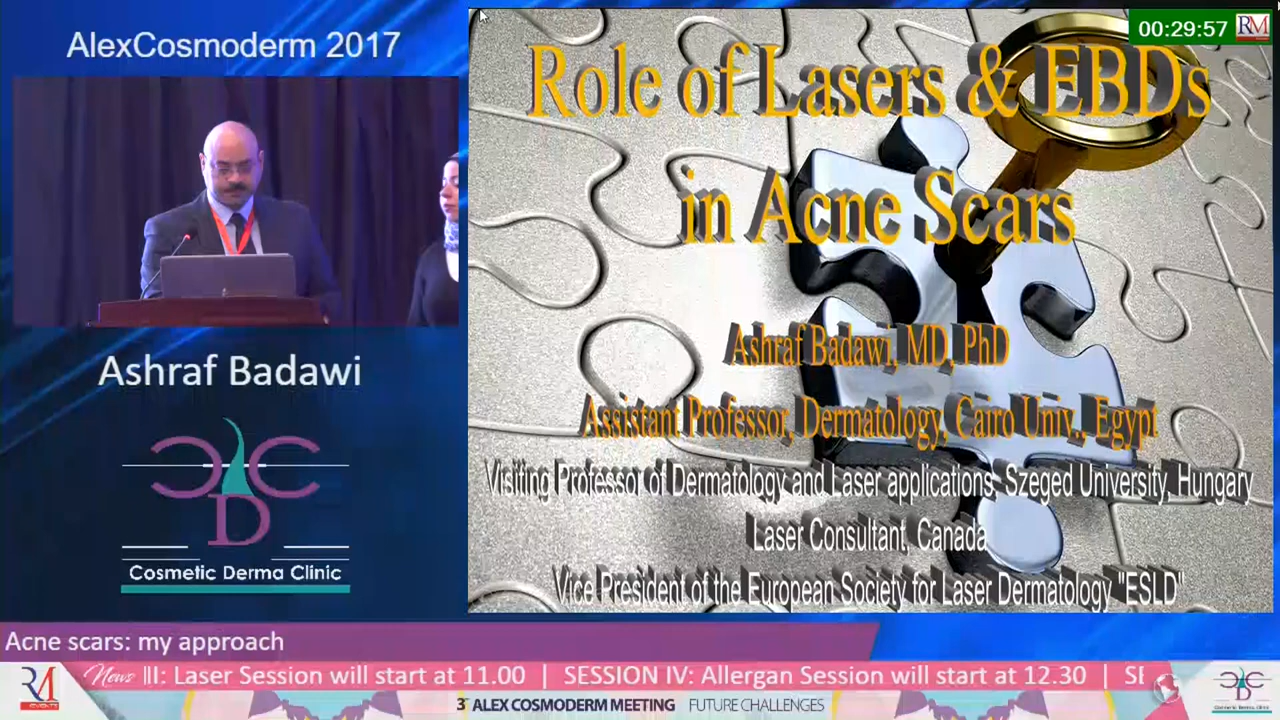 AlexCosmoderm 2017
00:29:57
RM
Role of Lasers & EBDs
in Acne Scars
Ashraf Badawi, MD, PhD
Assistant Professor, Dermatology, Cairo Univ., Egypt
Visiting Professor of Dermatology and Laser applications, Szeged University, Hungary
Laser Consultant, Canada
Vice President of the European Society for Laser Dermatology "ESLD"
Ashraf Badawi
CDC
Cosmetic Derma Clinic
Acne scars: my approach
News
II: Laser Session will start at 11.00 | SESSION IV: Allergan Session will start at 12.30 | SE
RM
3 ALEX COSMODERM MEETING FUTURE CHALLENGES